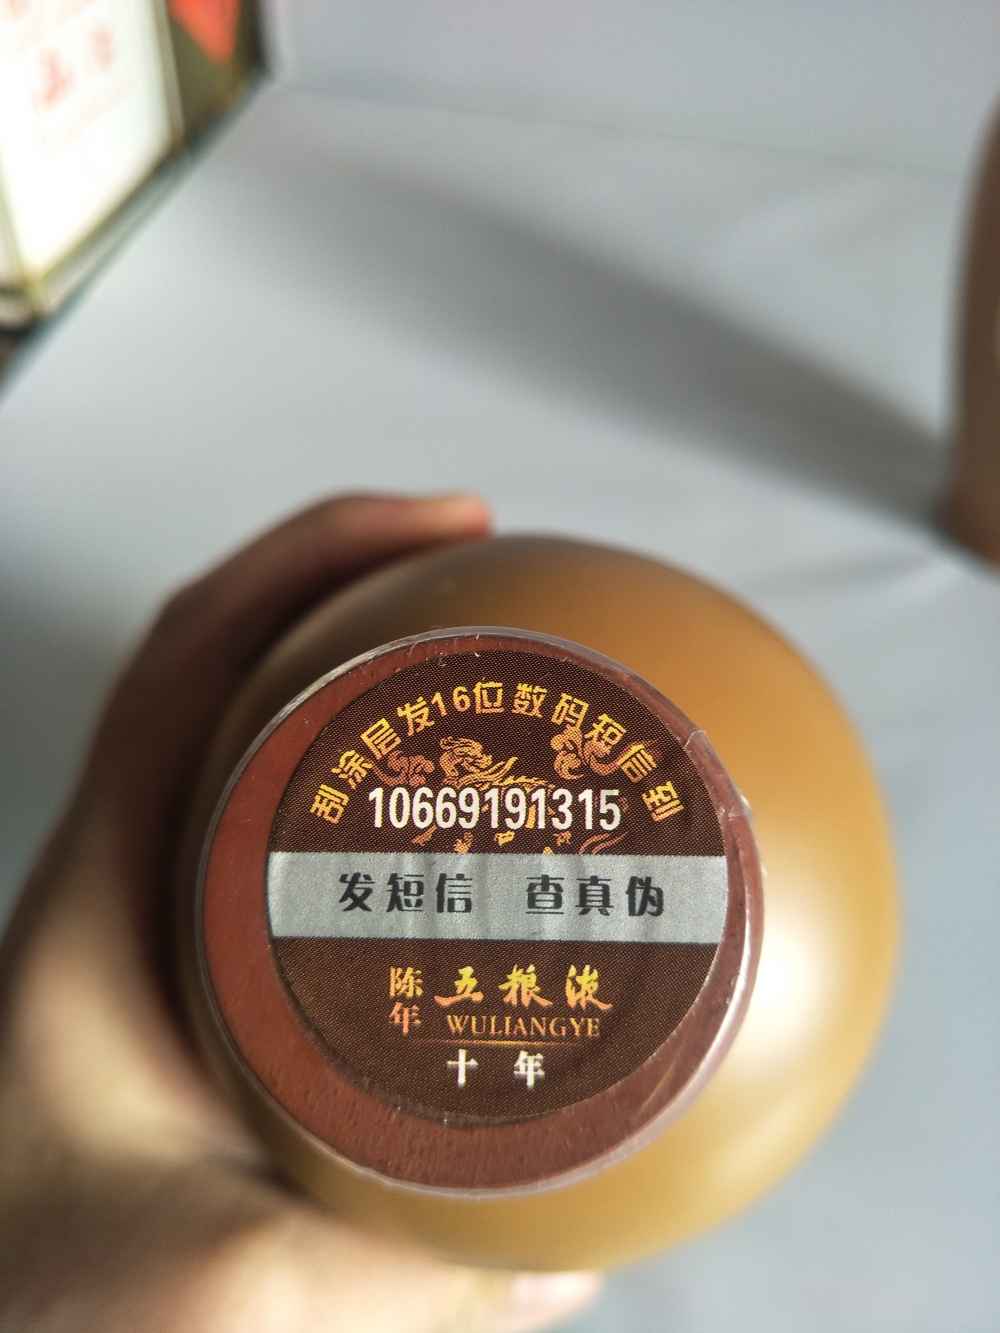 刮涂层发16位数码短信到
10669191315
发短信 查真伪
陈年 五粮液
WULIANGYE
十年